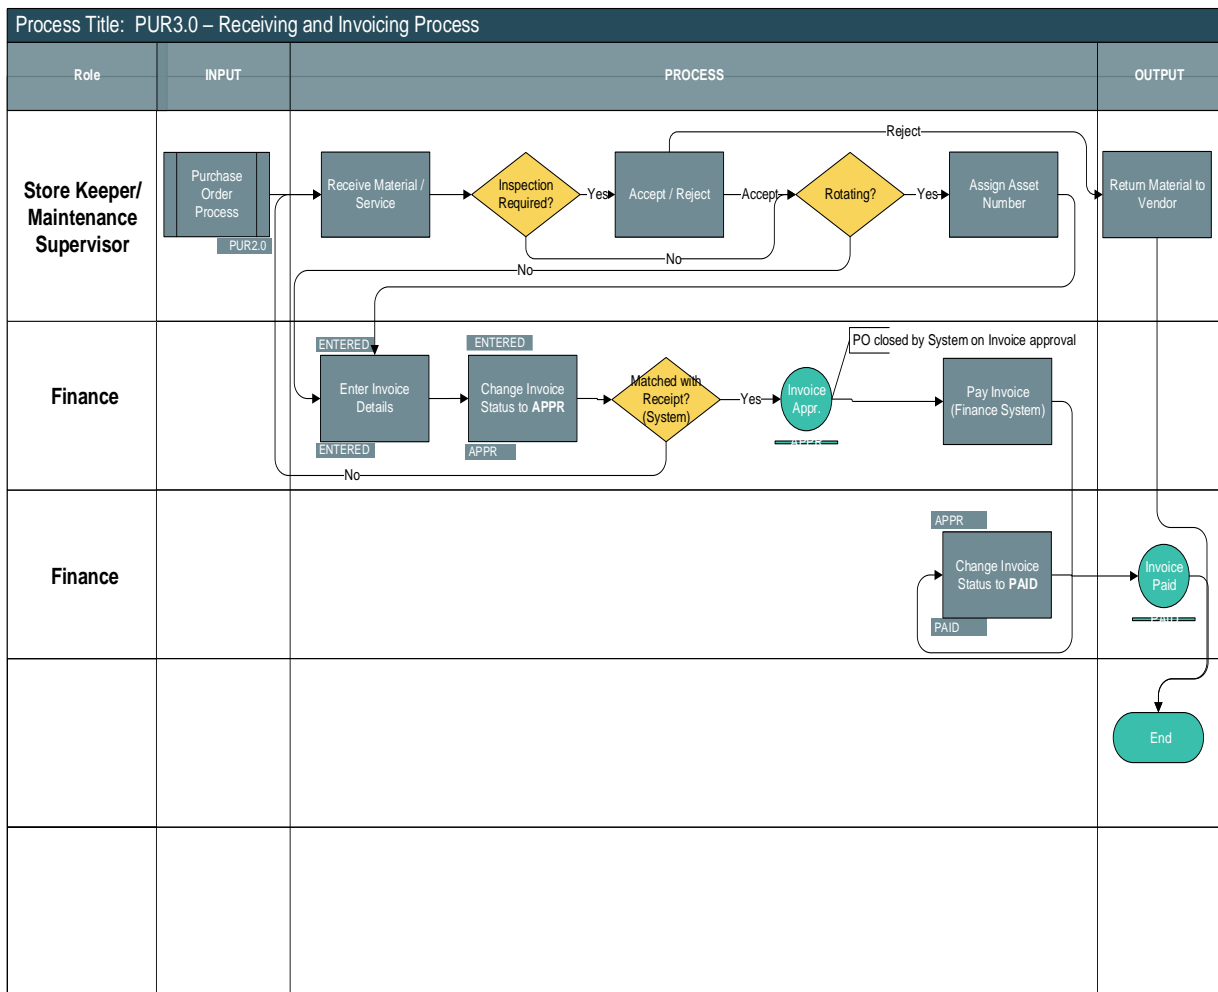 Process Title: PUR3.0 – Receiving and Invoicing Process
Role
INPUT
PROCESS
OUTPUT
Store Keeper/
Maintenance
Supervisor
Purchase
Order
Process
PUR2.0
Receive Material /
Service
Inspection
Required?
Yes
No
Accept / Reject
Reject
Accept
Rotating?
Yes
No
Assign Asset
Number
Return Material to
Vendor
Finance
ENTERED
Enter Invoice
Details
ENTERED
ENTERED
Change Invoice
Status to APPR
APPR
Matched with
Receipt?
(System)
Yes
No
Invoice
Appr.
APPR
PO closed by System on Invoice approval
Pay Invoice
(Finance System)
Finance
APPR
Change Invoice
Status to PAID
PAID
Invoice
Paid
PAID
End